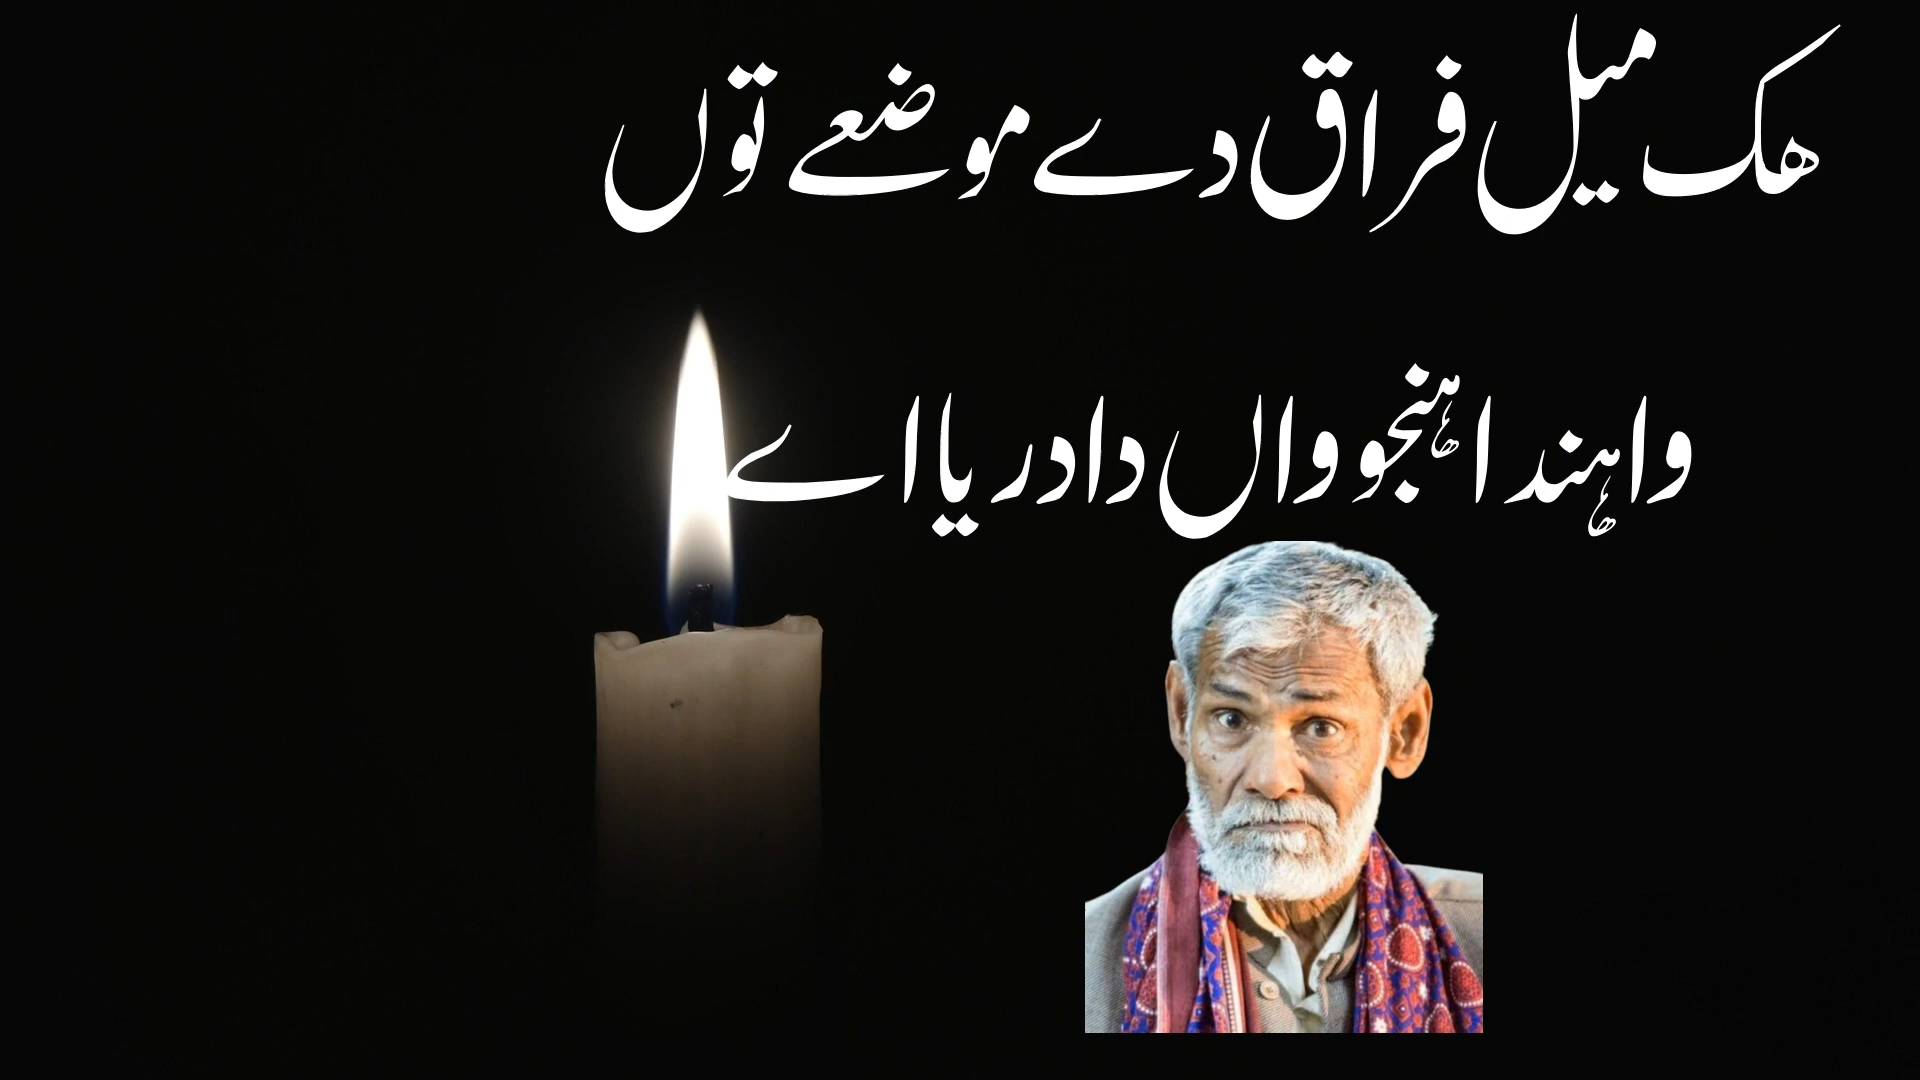 ھک میل فراق دے موضعے توں
واہندا ہنجوواں دا دریا اے